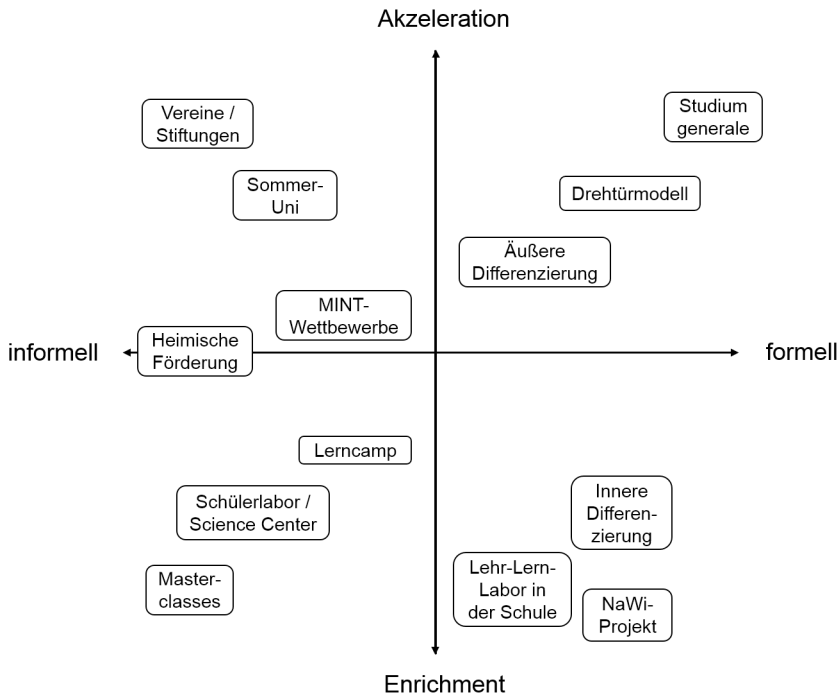 Akzeleration
Vereine /
Stiftungen
Studium
generale
Sommer-
Uni
Drehtürmodell
Äußere
Differenzierung
MINT-
Wettbewerbe
informell
Heimische
Förderung
formell
Lerncamp
Schülerlabor /
Science Center
Innere
Differen-
zierung
Master-
classes
Lehr-Lern-
Labor in
der Schule
NaWi-
Projekt
Enrichment